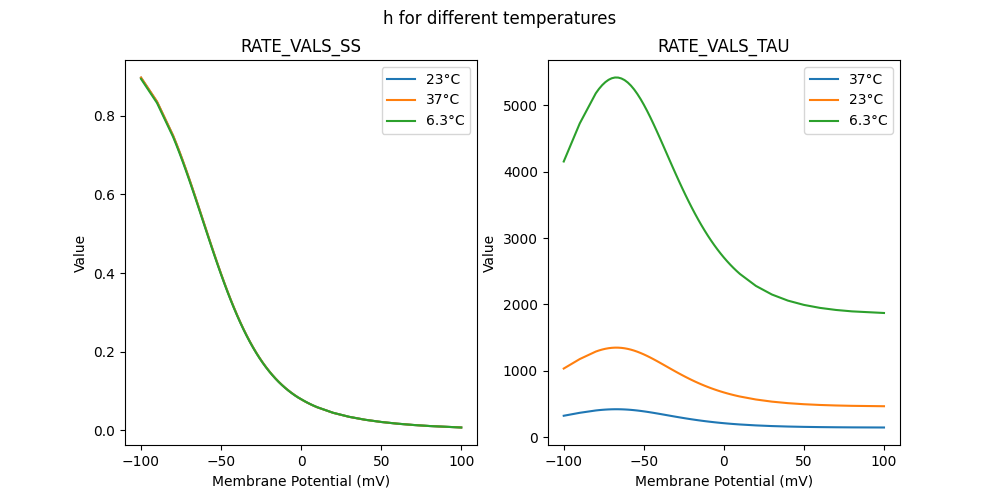 h for different temperatures
RATE_VALS_SS
Value
0.8
0.6
0.4
0.2
0.0
−100
−50
0
50
100
Membrane Potential (mV)
23°C
37°C
6.3°C
RATE_VALS_TAU
Value
5000
4000
3000
2000
1000
0
−100
−50
0
50
100
Membrane Potential (mV)
37°C
23°C
6.3°C